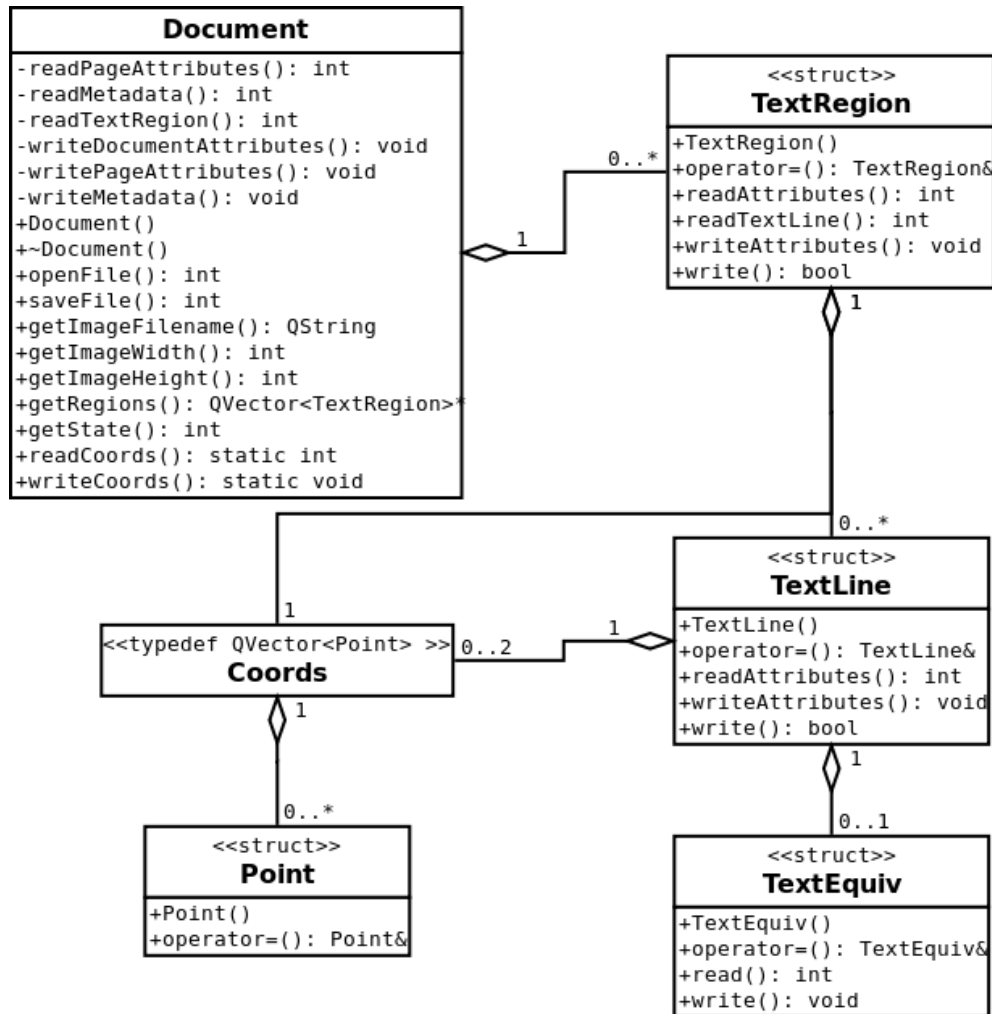 Document
-readPageAttributes(): int
-readMetadata(): int
-readTextRegion(): int
-writeDocumentAttributes(): void
-writePageAttributes(): void
-writeMetadata(): void
+Document()
+~Document()
+openFile(): int
+saveFile(): int
+getImageFilename(): QString
+getImageWidth(): int
+getImageHeight(): int
+getRegions(): QVector<TextRegion>*
+getState(): int
+readCoords(): static int
+writeCoords(): static void
1
0..*
<<struct>>
TextRegion
+TextRegion()
+operator=(): TextRegion&
+readAttributes(): int
+readTextLine(): int
+writeAttributes(): void
+write(): bool
1
0..*
1
<<struct>>
TextLine
+TextLine()
+operator=(): TextLine&
+readAttributes(): int
+writeAttributes(): void
+write(): bool
1
0..2
<<typedef QVector<Point> >>
Coords
1
0..*
<<struct>>
Point
+Point()
+operator=(): Point&
1
0..1
<<struct>>
TextEquiv
+TextEquiv()
+operator=(): TextEquiv&
+read(): int
+write(): void